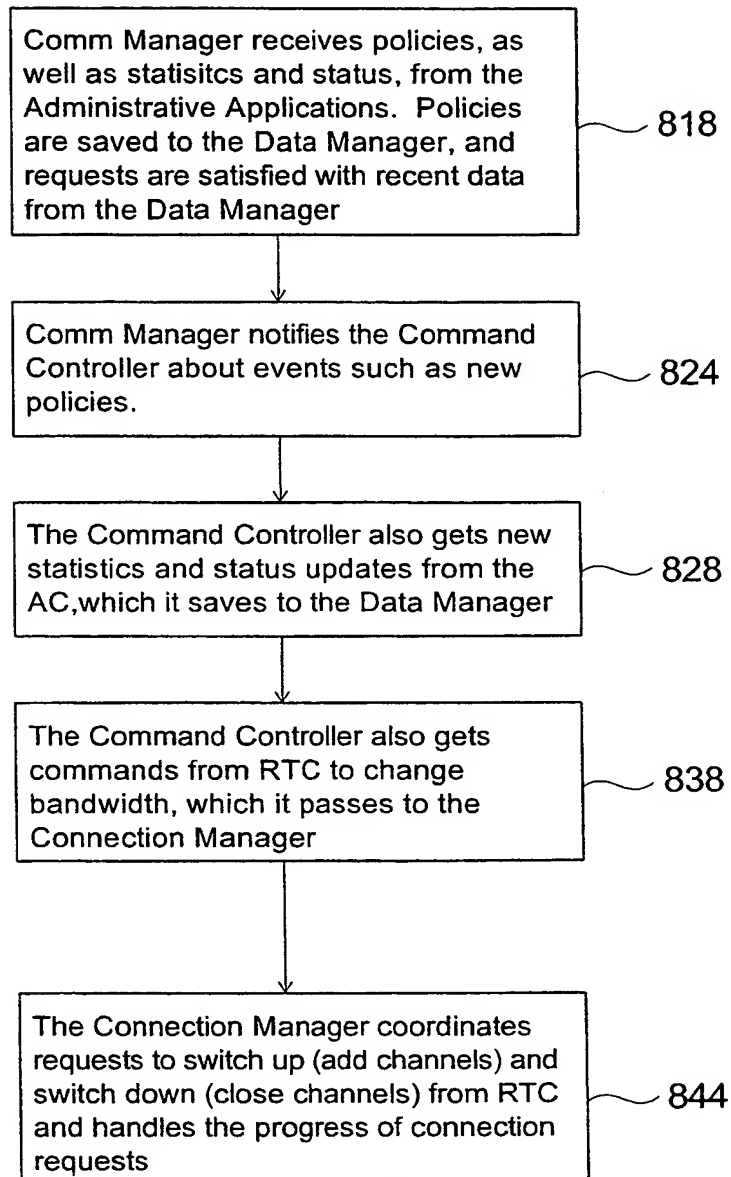 Comm Manager receives policies, as
well as statisitcs and status, from the
Administrative Applications. Policies
are saved to the Data Manager, and
requests are satisfied with recent data
from the Data Manager
818
Comm Manager notifies the Command
Controller about events such as new
policies.
824
The Command Controller also gets new
statistics and status updates from the
AC,which it saves to the Data Manager
828
The Command Controller also gets
commands from RTC to change
bandwidth, which it passes to the
Connection Manager
838
The Connection Manager coordinates
requests to switch up (add channels) and
switch down (close channels) from RTC
and handles the progress of connection
requests
844